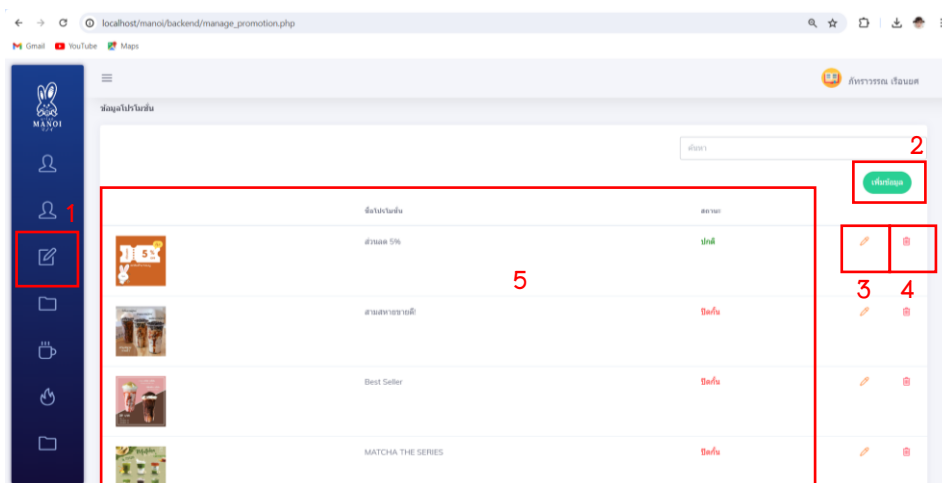 localhost/manoi/backend/manage_promotion.php
Gmail YouTube Maps
MANOI
ภัทราวรรณ เรือนยศ
ข้อมูลโปรโมชั่น
ค้นหา
2
เพิ่มข้อมูล
ชื่อโปรโมชั่น สถานะ
1
ส่วนลด 5% ปกติ
5%
5
3 4
สามสหายขายดี! ปิดกั้น
Best Seller ปิดกั้น
MATCHA THE SERIES ปิดกั้น